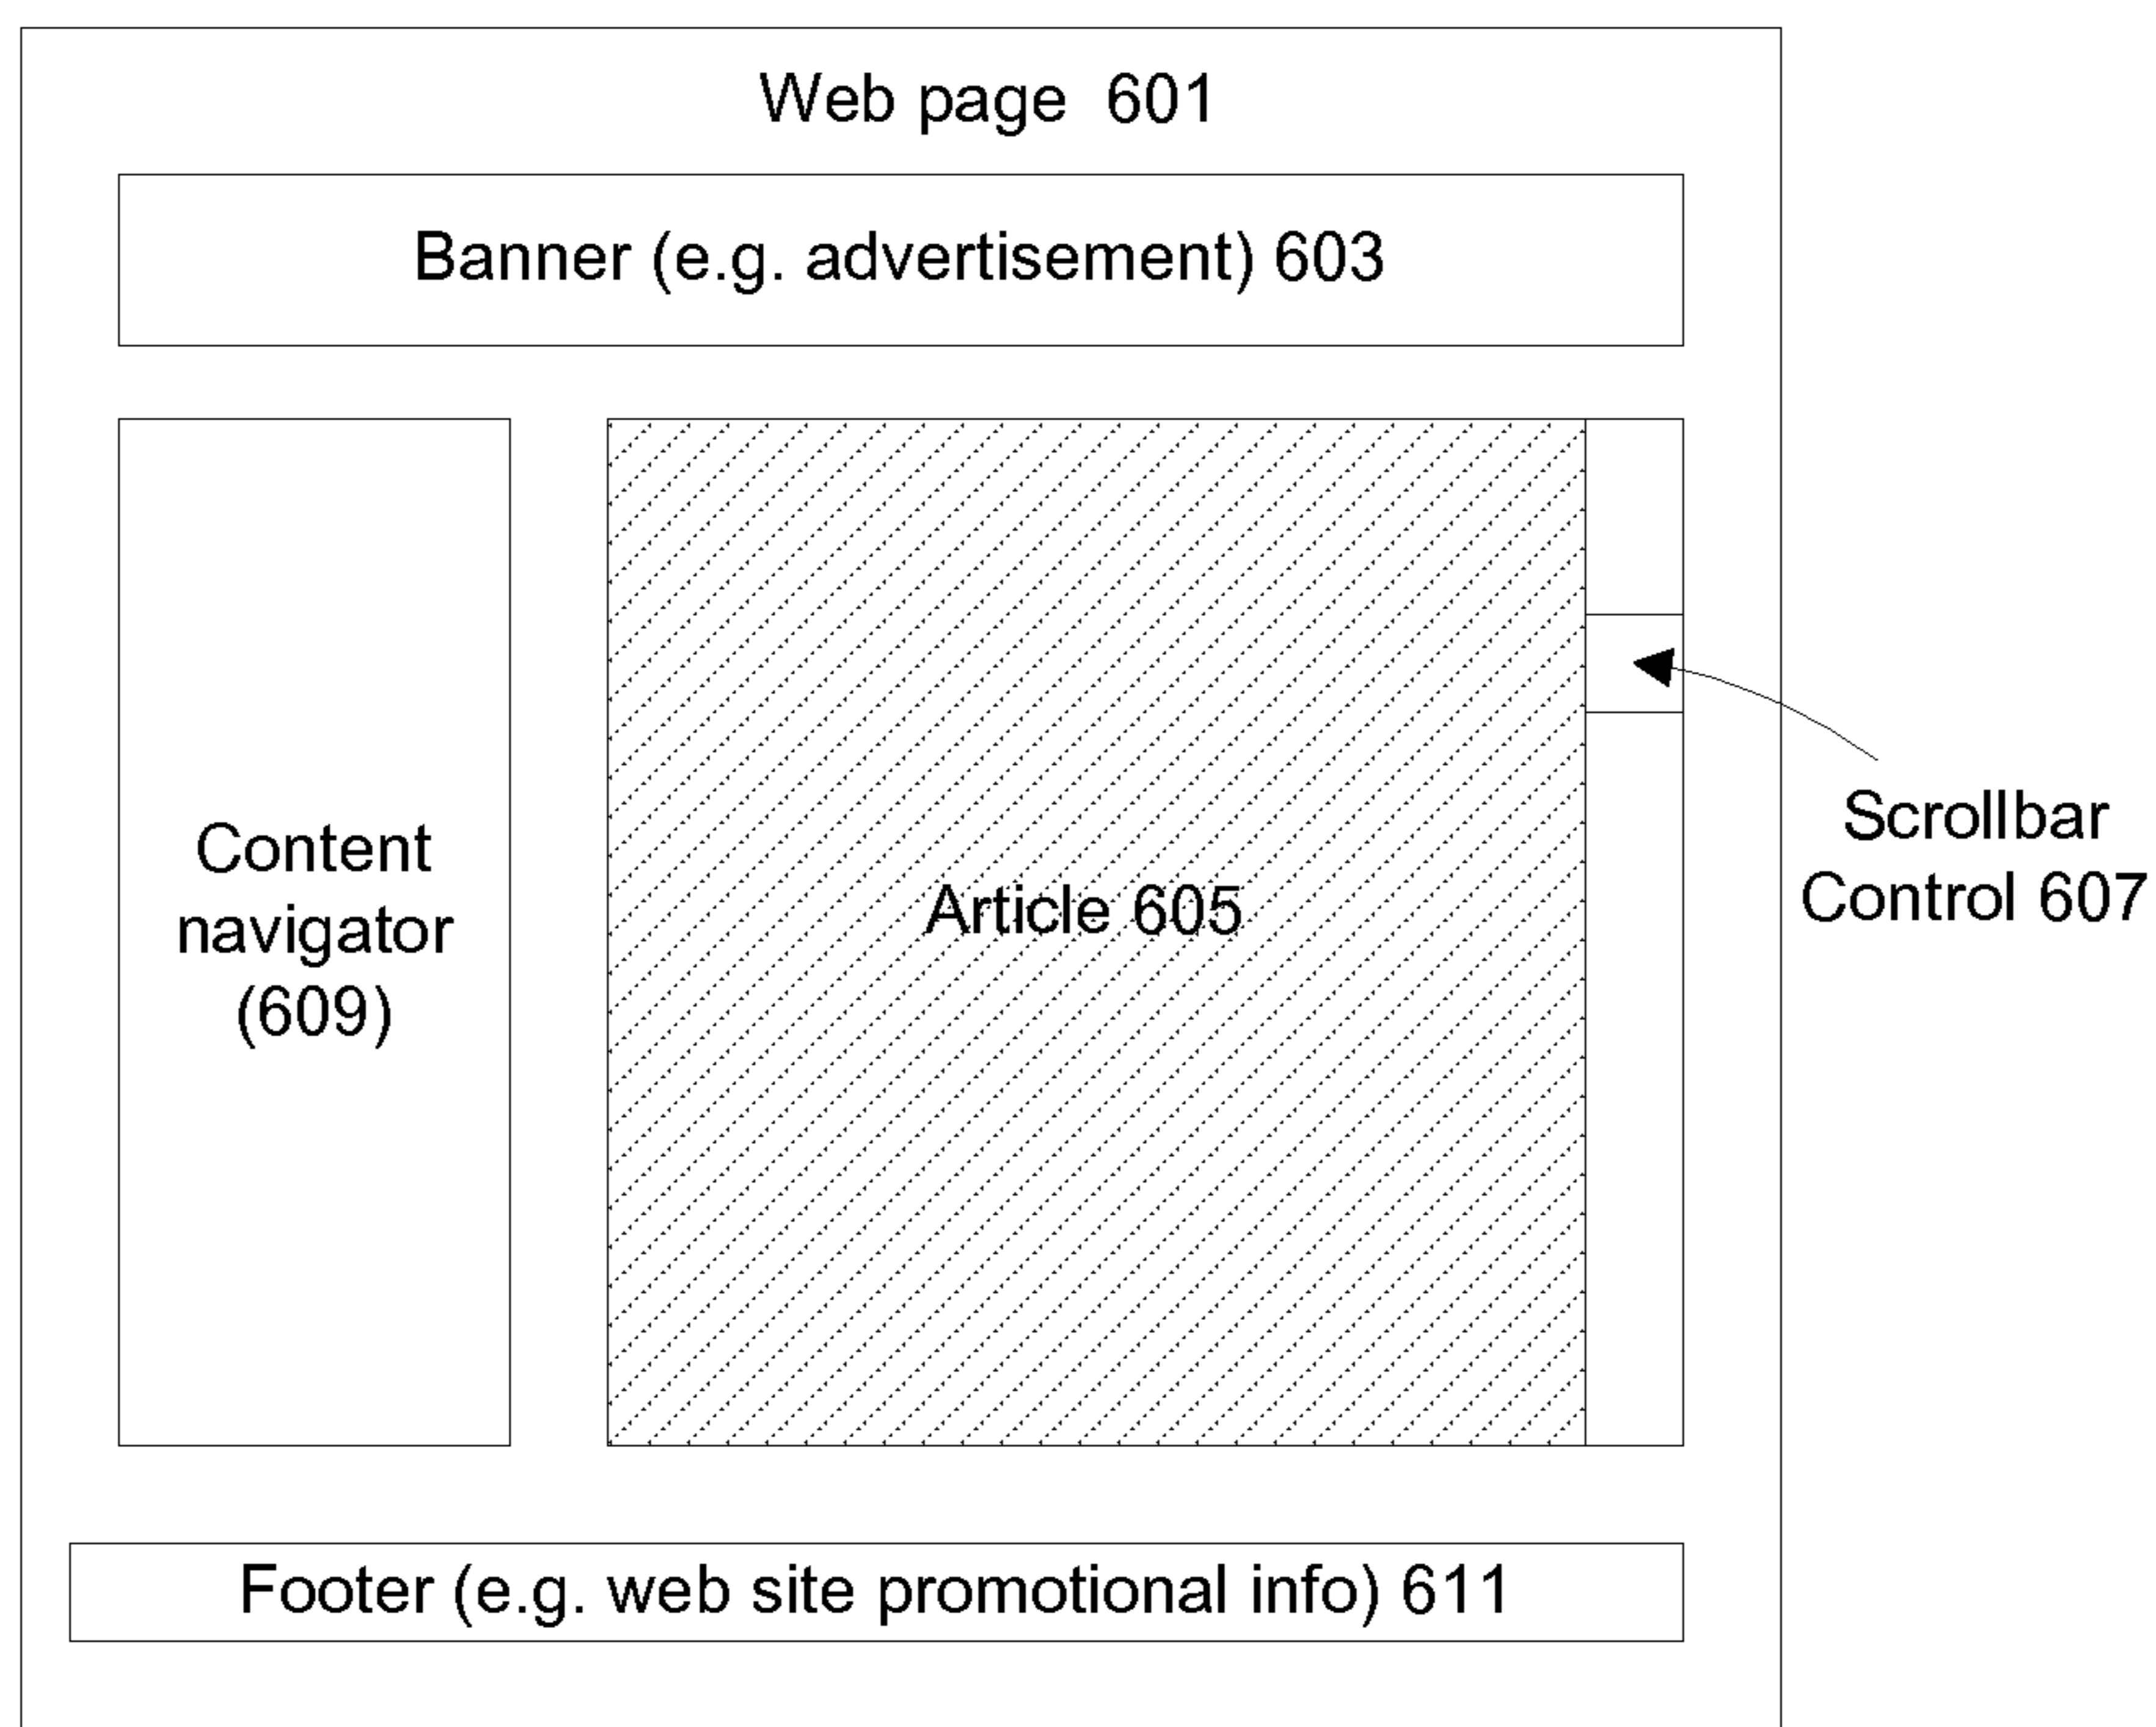 Web page 601
Banner (e.g. advertisement) 603
Content
navigator
(609)
Article 605
Scrollbar
Control 607
Footer (e.g. web site promotional info) 611